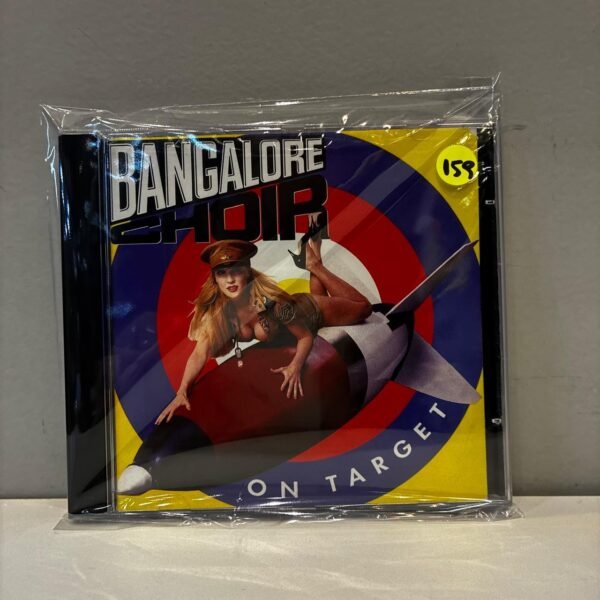 BANGALORE
CHOIR
159
ON TARGET